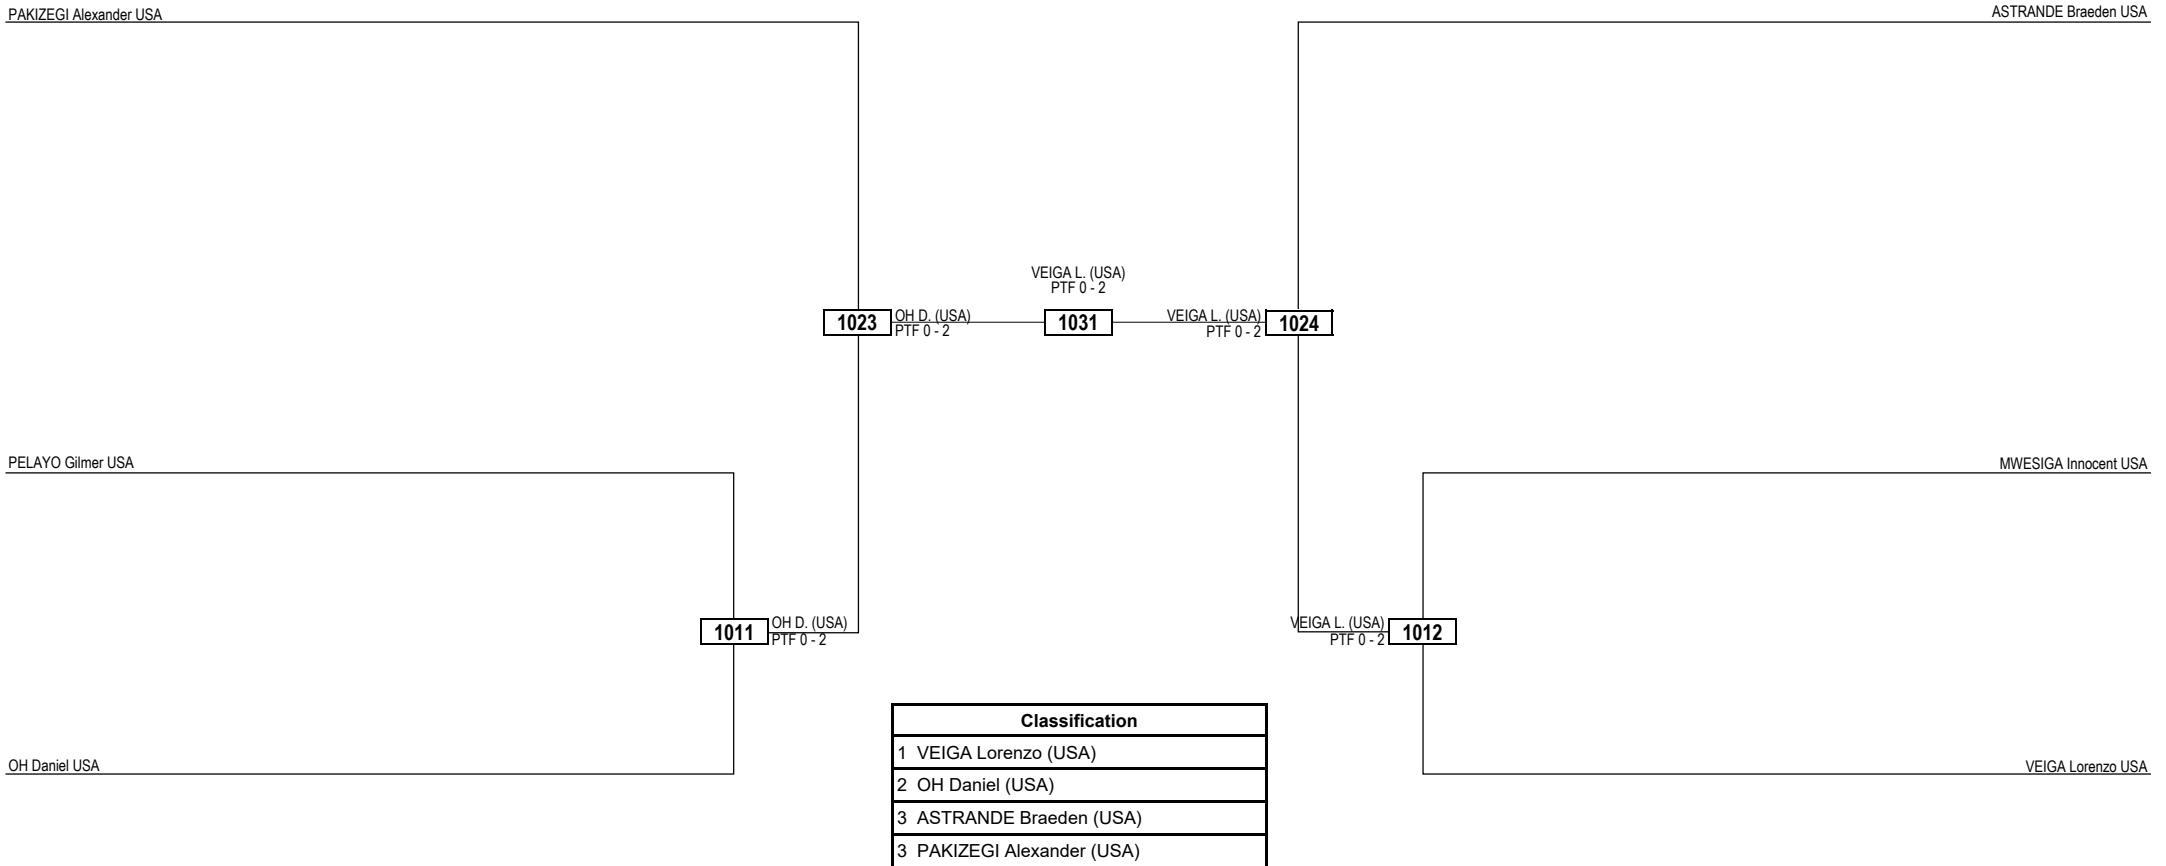 PAKIZEGI Alexander USA
ASTRANDE Braeden USA
VEIGA L. (USA)
PTF 0 - 2
1023
OH D. (USA)
PTF 0 - 2
1031
VEIGA L. (USA)
PTF 0 - 2
1024
PELAYO Gilmer USA
MWESIGA Innocent USA
1011
OH D. (USA)
PTF 0 - 2
VEIGA L. (USA)
PTF 0 - 2
1012
OH Daniel USA
VEIGA Lorenzo USA
Classification
1 VEIGA Lorenzo (USA)
2 OH Daniel (USA)
3 ASTRANDE Braeden (USA)
3 PAKIZEGI Alexander (USA)